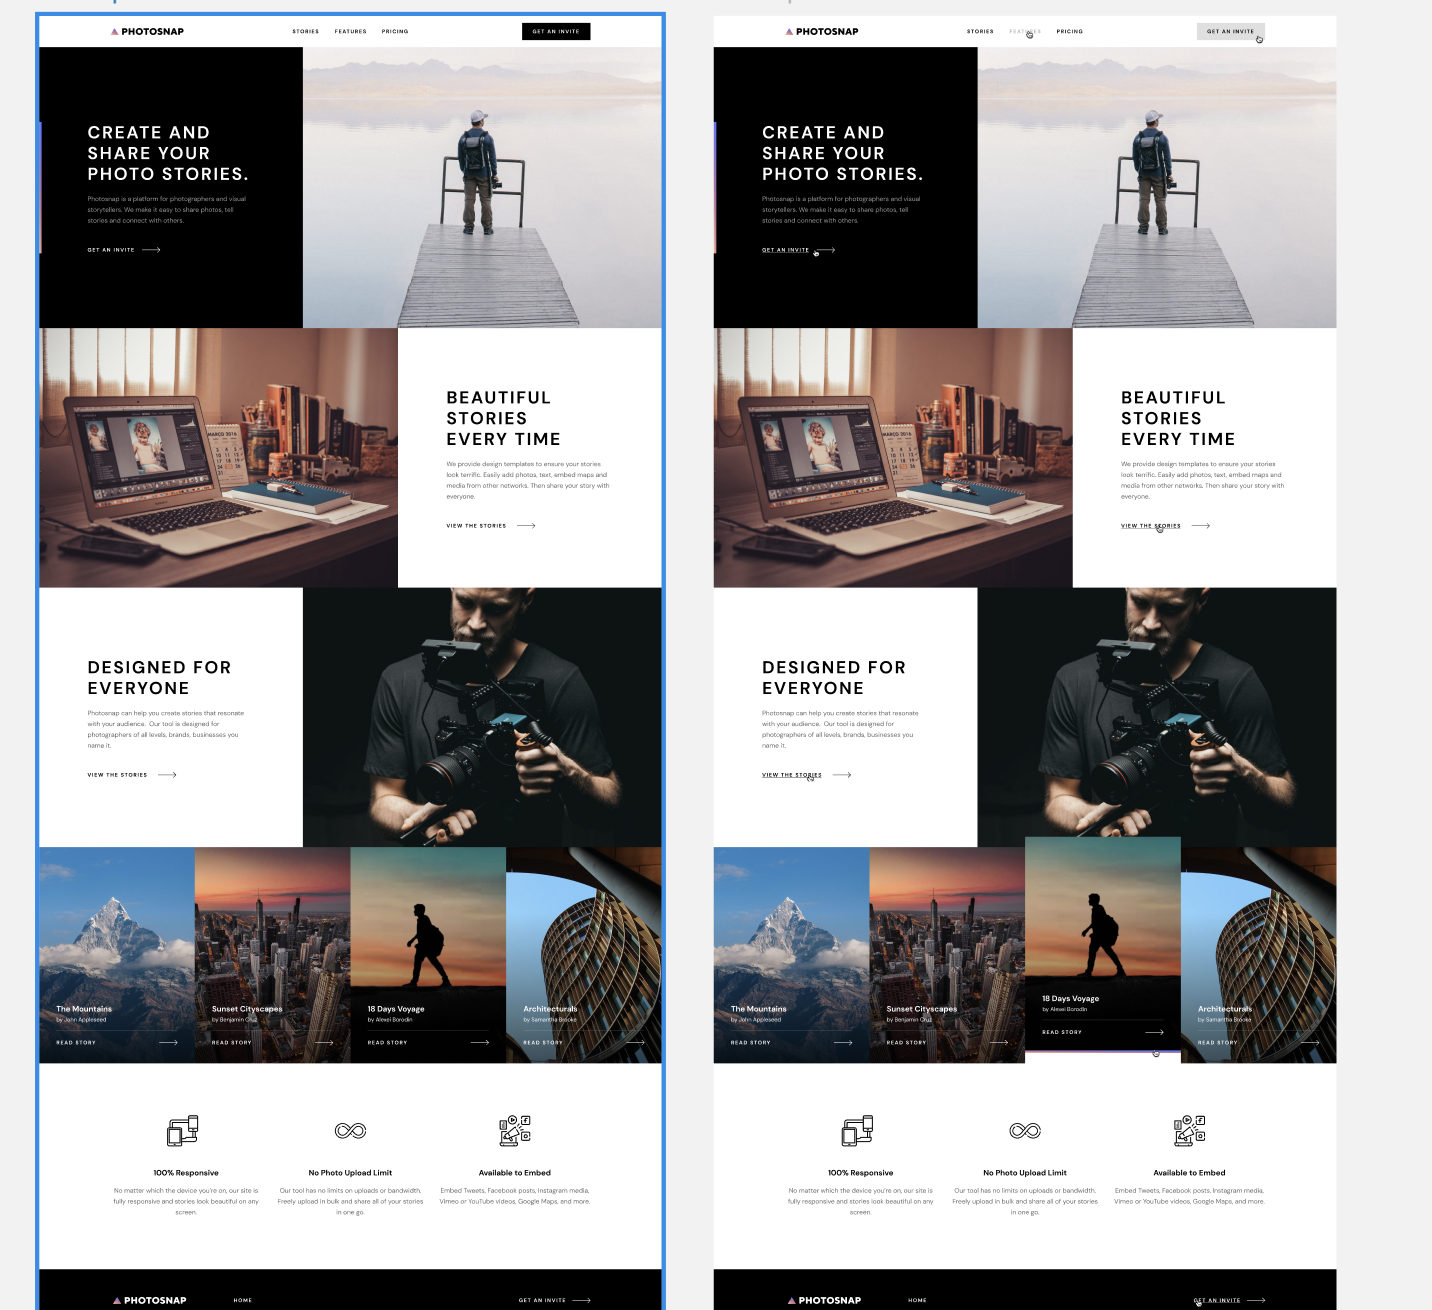 PHOTOSNAP
STORIES FEATURES PRICING
GET AN INVITE
CREATE AND
SHARE YOUR
PHOTO STORIES.
Photosnap is a platform for photographers and visual
storytellers. We make it easy to share photos, tell
stories and connect with others.
GET AN INVITE
BEAUTIFUL
STORIES
EVERY TIME
We provide design templates to ensure your stories
look terrific. Easily add photos, text, embed maps and
media from other networks. Then share your story with
everyone.
VIEW THE STORIES
DESIGNED FOR
EVERYONE
Photosnap can help you create stories that resonate
with your audience. Our tool is designed for
photographers of all levels, brands, businesses you
name it.
VIEW THE STORIES
The Mountains
by John Appleseed
READ STORY
Sunset Cityscapes
by Benjamin Cruz
READ STORY
18 Days Voyage
by Alexei Borodin
READ STORY
Architecturals
by Samantha Brooke
READ STORY
100% Responsive
No matter which the device you're on, our site is
fully responsive and stories look beautiful on any
screen.
No Photo Upload Limit
Our tool has no limits on uploads or bandwidth.
Freely upload in bulk and share all of your stories
in one go.
Available to Embed
Embed Tweets, Facebook posts, Instagram media,
Vimeo or YouTube videos, Google Maps, and more.
PHOTOSNAP
HOME
GET AN INVITE
PHOTOSNAP
STORIES FEATURES PRICING
GET AN INVITE
CREATE AND
SHARE YOUR
PHOTO STORIES.
Photosnap is a platform for photographers and visual
storytellers. We make it easy to share photos, tell
stories and connect with others.
GET AN INVITE
BEAUTIFUL
STORIES
EVERY TIME
We provide design templates to ensure your stories
look terrific. Easily add photos, text, embed maps and
media from other networks. Then share your story with
everyone.
VIEW THE STORIES
DESIGNED FOR
EVERYONE
Photosnap can help you create stories that resonate
with your audience. Our tool is designed for
photographers of all levels, brands, businesses you
name it.
VIEW THE STORIES
The Mountains
by John Appleseed
READ STORY
Sunset Cityscapes
by Benjamin Cruz
READ STORY
18 Days Voyage
by Alexei Borodin
READ STORY
Architecturals
by Samantha Brooke
READ STORY
100% Responsive
No matter which the device you're on, our site is
fully responsive and stories look beautiful on any
screen.
No Photo Upload Limit
Our tool has no limits on uploads or bandwidth.
Freely upload in bulk and share all of your stories
in one go.
Available to Embed
Embed Tweets, Facebook posts, Instagram media,
Vimeo or YouTube videos, Google Maps, and more.
PHOTOSNAP
HOME
GET AN INVITE